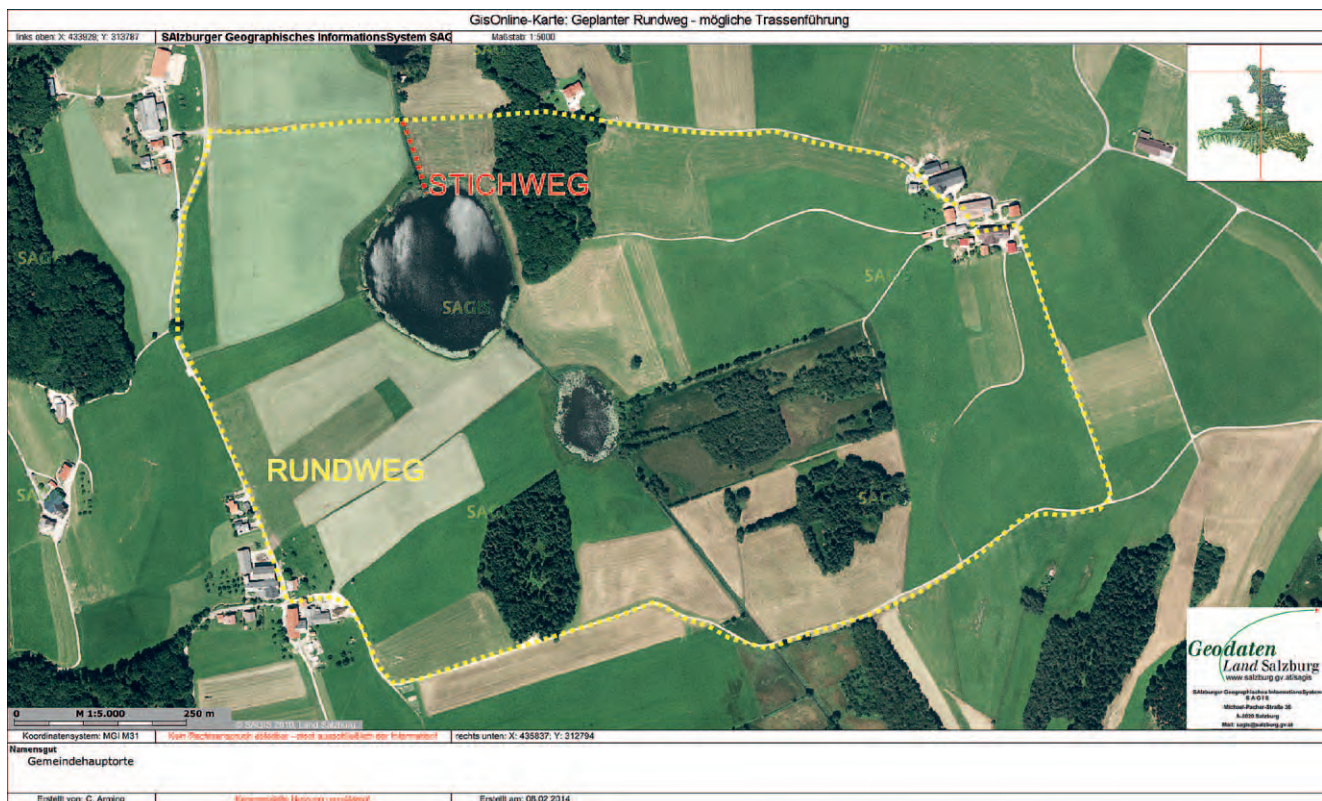 GisOnline-Karte: Geplanter Rundweg - mögliche Trassenführung
links oben: X: 433929; Y: 313787 SAlzburger Geographisches InformationsSystem SAG Maßstab: 1:5000
SAGIS
STICHWEG
SAGIS
SAGIS
RUNDWEG
SAGIS
Geodaten
Land Salzburg
www.salzburg.gv.at/sagis
SAlzburger Geographisches InformationsSystem
S A G I S
Michael-Pacher-Straße 36
A-5020 Salzburg
Mail: sagis@salzburg.gv.at
0 M 1:5.000 250 m
© SAGIS 2010, Land Salzburg
Koordinatensystem: MGI M31 Kein Rechtsanspruch ableitbar - dient ausschließlich der Information! rechts unten: X: 435837; Y: 312794
Namensgut
Gemeindehauptorte
Erstellt von: C. Arming Erstellt am: 08.02.2014